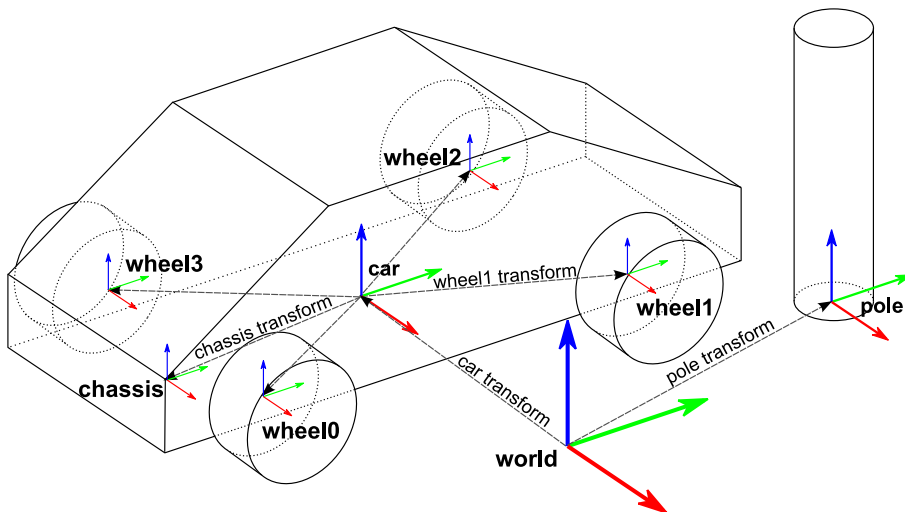 wheel2
wheel3
car
wheel1 transform
wheel1
pole
chassis transform
chassis
wheel0
car transform
pole transform
world